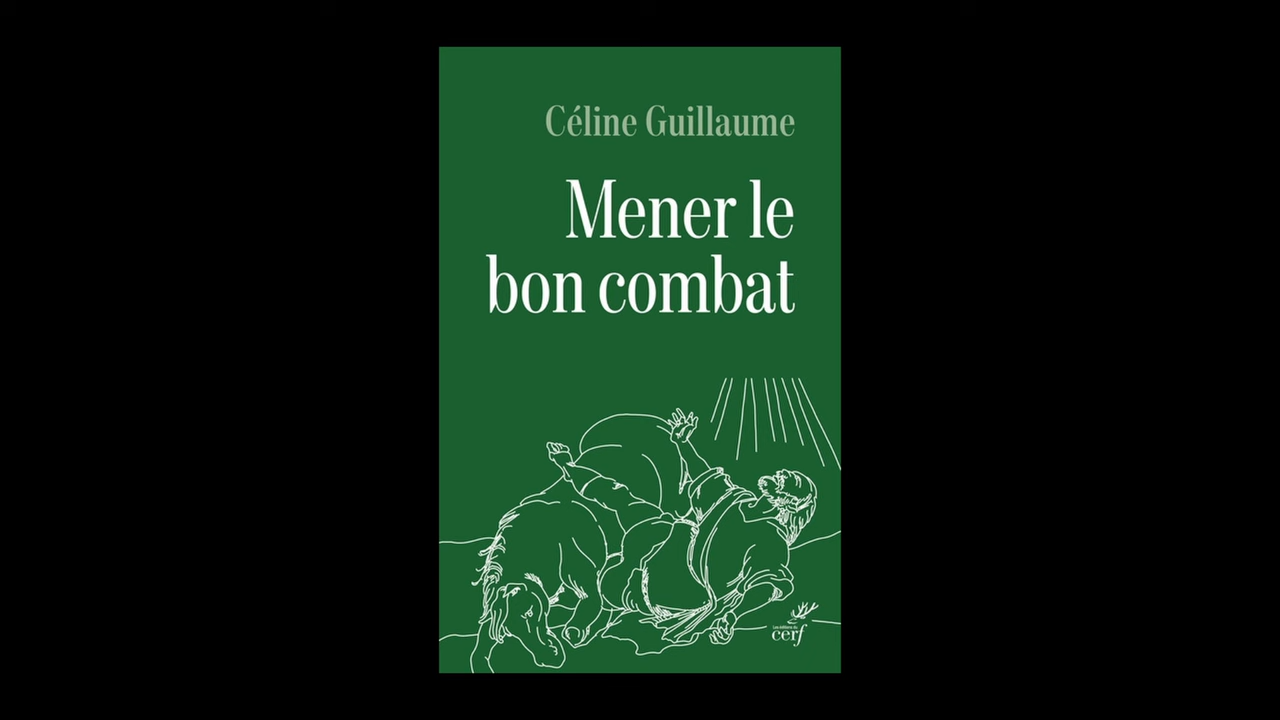 Céline Guillaume
Mener le
bon combat
Les éditions du
cerf